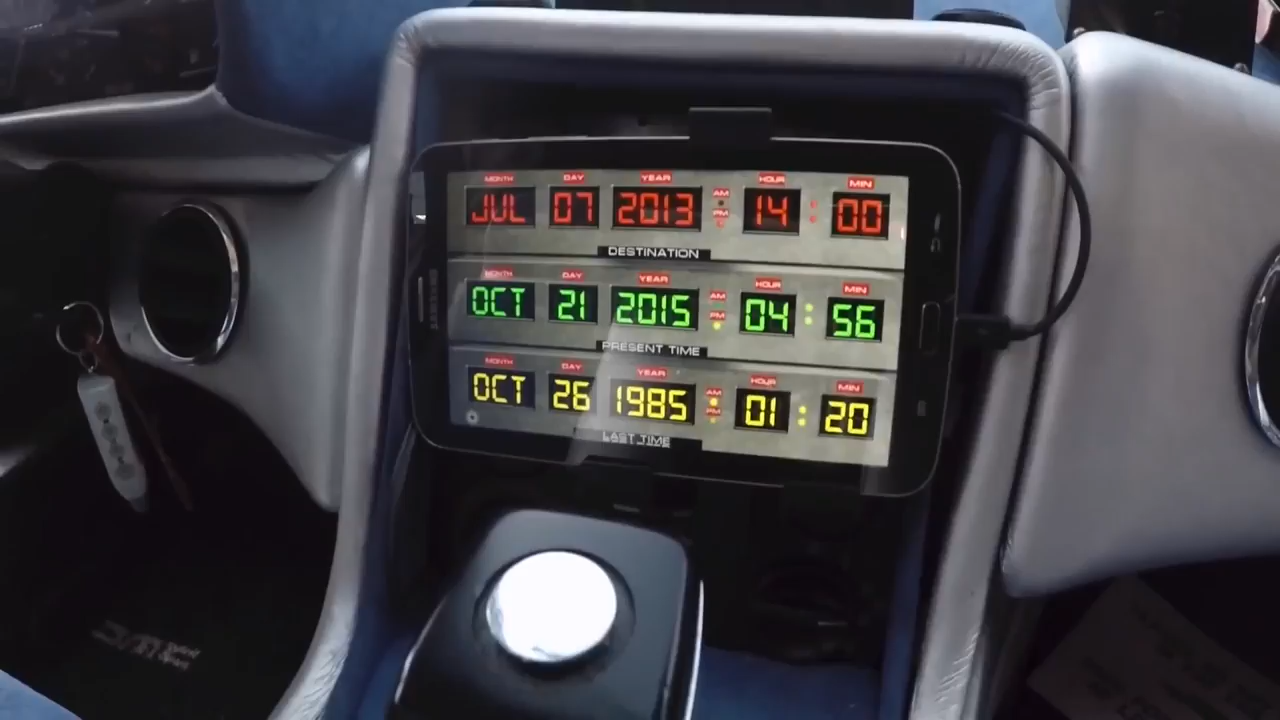 MONTH DAY YEAR HOUR MIN
JUL 07 2013 AM PM 14 : 00
DESTINATION
MONTH DAY YEAR HOUR MIN
OCT 21 2015 AM PM 04 : 56
PRESENT TIME
MONTH DAY YEAR HOUR MIN
OCT 26 1985 AM PM 01 : 20
LAST TIME
SAMSUNG